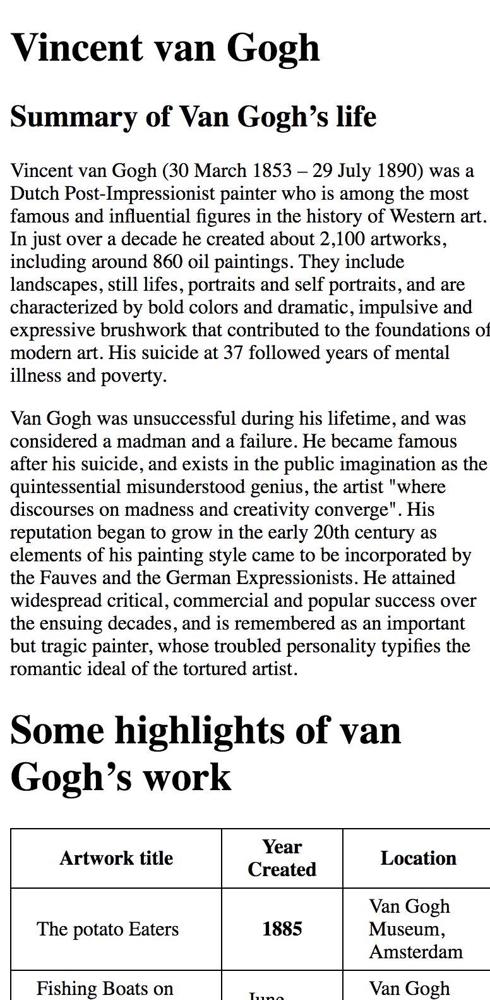 Vincent van Gogh
Summary of Van Gogh’s life
Vincent van Gogh (30 March 1853 – 29 July 1890) was a
Dutch Post-Impressionist painter who is among the most
famous and influential figures in the history of Western art.
In just over a decade he created about 2,100 artworks,
including around 860 oil paintings. They include
landscapes, still lifes, portraits and self portraits, and are
characterized by bold colors and dramatic, impulsive and
expressive brushwork that contributed to the foundations of
modern art. His suicide at 37 followed years of mental
illness and poverty.
Van Gogh was unsuccessful during his lifetime, and was
considered a madman and a failure. He became famous
after his suicide, and exists in the public imagination as the
quintessential misunderstood genius, the artist "where
discourses on madness and creativity converge". His
reputation began to grow in the early 20th century as
elements of his painting style came to be incorporated by
the Fauves and the German Expressionists. He attained
widespread critical, commercial and popular success over
the ensuing decades, and is remembered as an important
but tragic painter, whose troubled personality typifies the
romantic ideal of the tortured artist.
Some highlights of van
Gogh’s work
Artwork title
Year
Created
Location
The potato Eaters
1885
Van Gogh
Museum,
Amsterdam
Fishing Boats on
June
Van Gogh